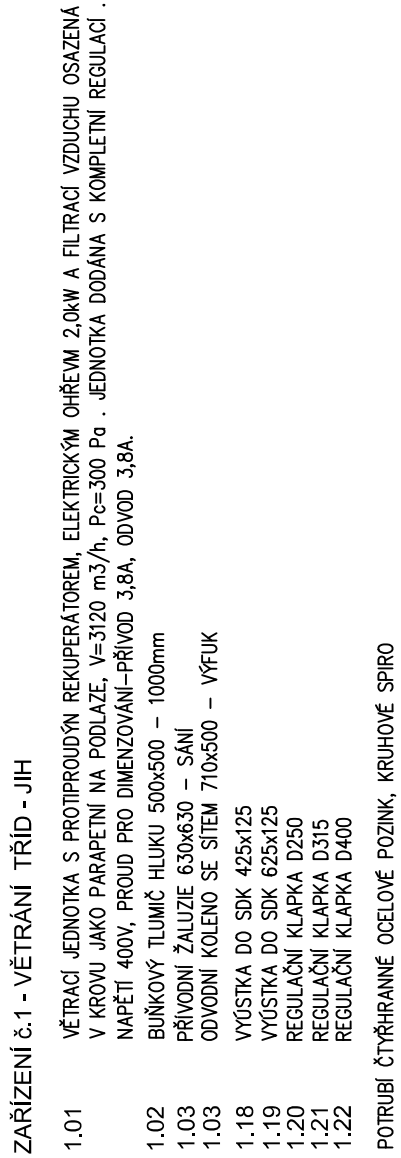 ZAŘÍZENÍ č.1 - VĚTRÁNÍ TŘÍD - JIH
1.01 VĚTRACÍ JEDNOTKA S PROTIPROUDÝN REKUPERÁTOREM, ELEKTRICKÝM OHŘEVM 2,0kW A FILTRACÍ VZDUCHU OSAZENÁ
V KROVU JAKO PARAPETNÍ NA PODLAZE, V=3120 m3/h, Pc=300 Pa . JEDNOTKA DODÁNA S KOMPLETNÍ REGULACÍ .
NAPĚTÍ 400V, PROUD PRO DIMENZOVÁNÍ-PŘÍVOD 3,8A, ODVOD 3,8A.
1.02 BUŇKOVÝ TLUMIČ HLUKU 500x500 - 1000mm
1.03 PŘÍVODNÍ ŽALUZIE 630x630 - SÁNÍ
1.03 ODVODNÍ KOLENO SE SÍTEM 710x500 - VÝFUK
1.18 VYÚSTKA DO SDK 425x125
1.19 VYÚSTKA DO SDK 625x125
1.20 REGULAČNÍ KLAPKA D250
1.21 REGULAČNÍ KLAPKA D315
1.22 REGULAČNÍ KLAPKA D400
POTRUBÍ ČTYŘHRANNÉ OCELOVÉ POZINK, KRUHOVÉ SPIRO